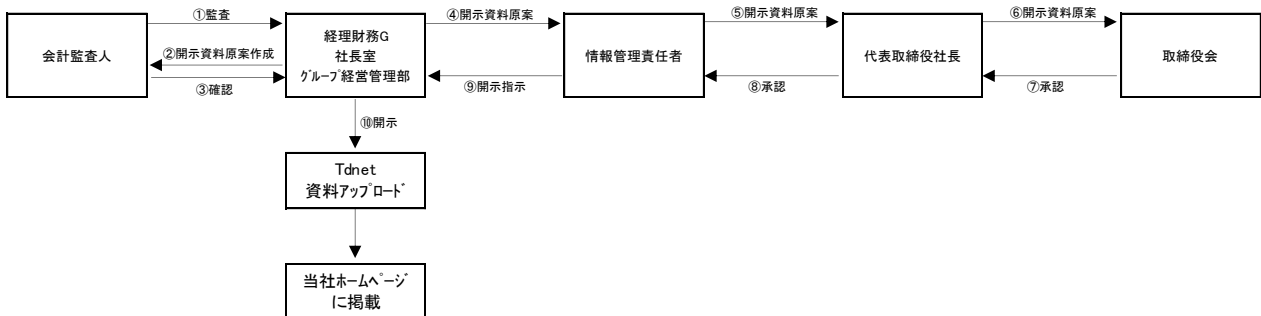 ①監査
④開示資料原案
⑤開示資料原案
⑥開示資料原案
会計監査人
②開示資料原案作成
経理財務G
社長室
グループ経営管理部
情報管理責任者
代表取締役社長
取締役会
③確認
⑨開示指示
⑧承認
⑦承認
⑩開示
Tdnet
資料アップロード
当社ホームページ
に掲載